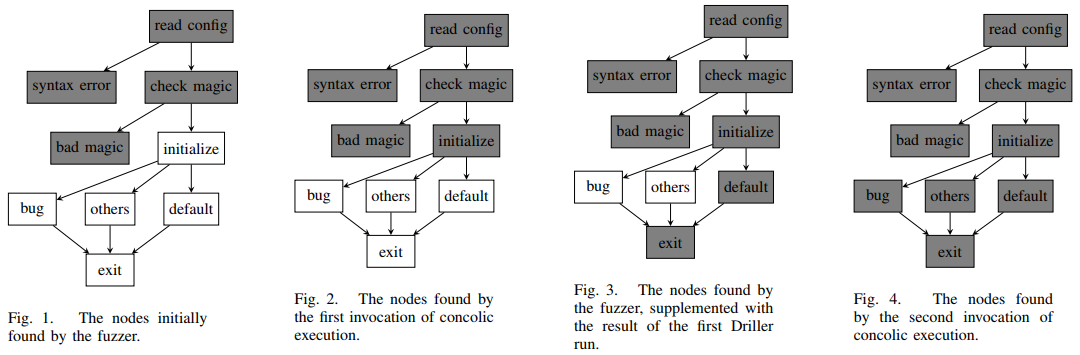 read config
syntax error
check magic
bad magic
initialize
bug
others
default
exit
Fig. 1. The nodes initially
found by the fuzzer.
read config
syntax error
check magic
bad magic
initialize
bug
others
default
exit
Fig. 2. The nodes found by
the first invocation of concolic
execution.
read config
syntax error
check magic
bad magic
initialize
bug
others
default
exit
Fig. 3. The nodes found by
the fuzzer, supplemented with
the result of the first Driller
run.
read config
syntax error
check magic
bad magic
initialize
bug
others
default
exit
Fig. 4. The nodes found
by the second invocation of
concolic execution.